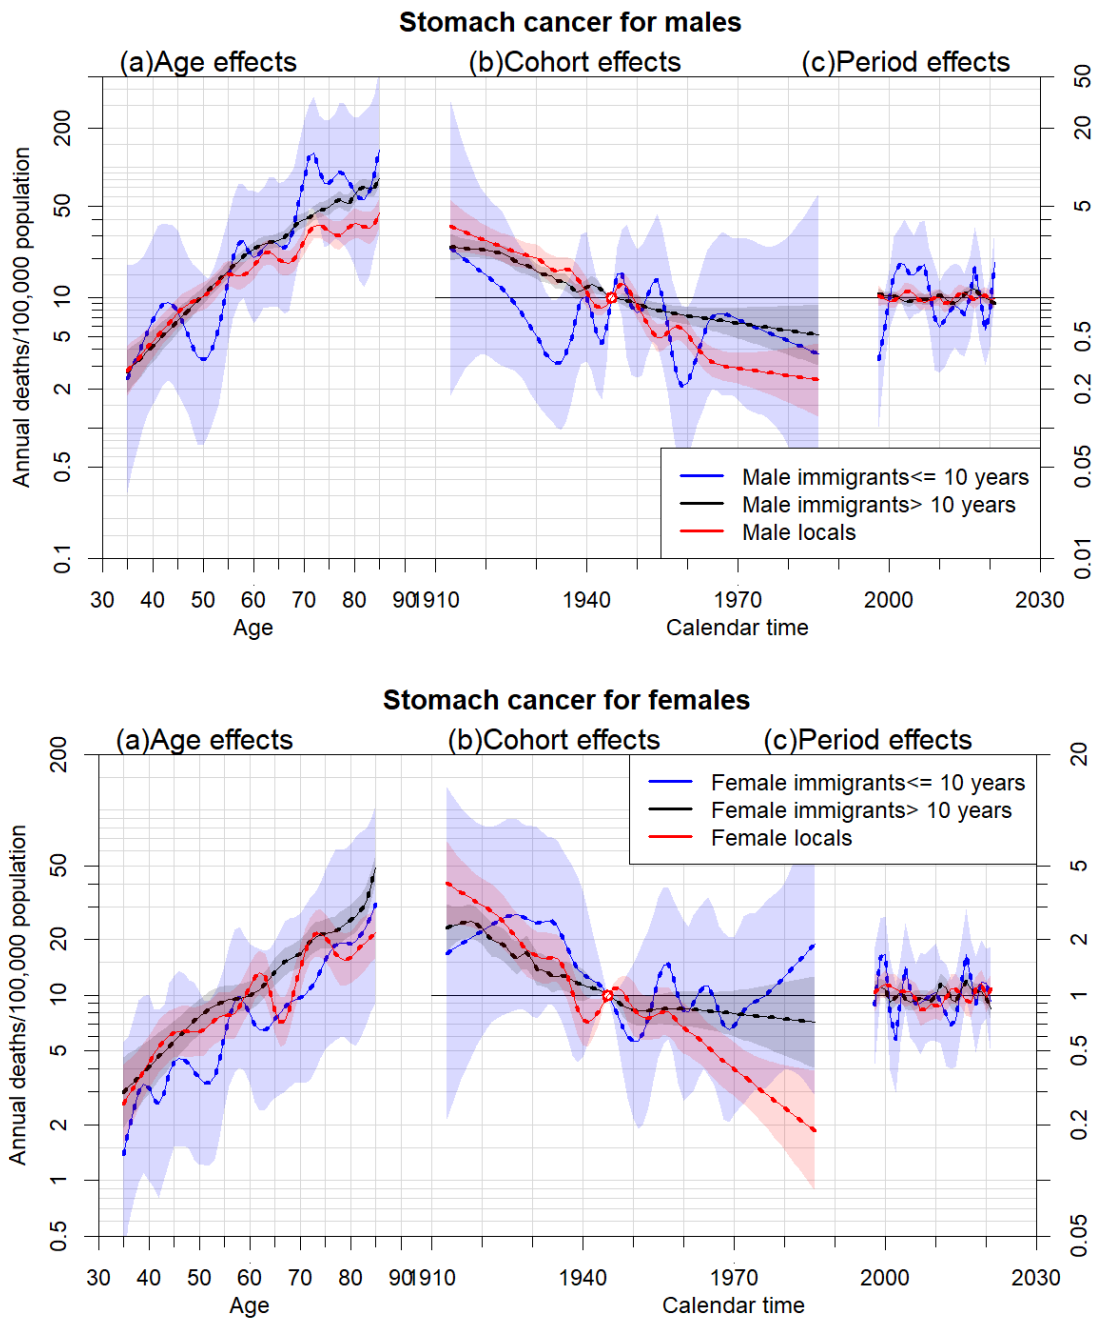 Stomach cancer for males
(a)Age effects (b)Cohort effects (c)Period effects
Annual deaths/100,000 population
200
50
10
5
2
0.5
0.1
50
20
5
2
1
0.5
0.2
0.05
0.01
Male immigrants<= 10 years
Male immigrants> 10 years
Male locals
30 40 50 60 70 80 90 1910 1940 1970 2000 2030
Age Calendar time
Stomach cancer for females
(a)Age effects (b)Cohort effects (c)Period effects
Annual deaths/100,000 population
200
50
20
10
5
2
1
0.5
20
5
2
1
0.5
0.2
0.05
Female immigrants<= 10 years
Female immigrants> 10 years
Female locals
30 40 50 60 70 80 90 1910 1940 1970 2000 2030
Age Calendar time